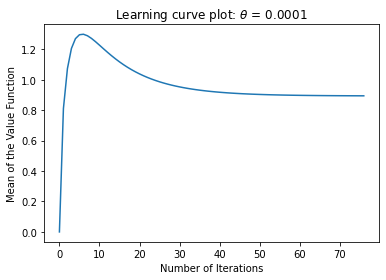 Learning curve plot: θ = 0.0001
Mean of the Value Function
1.2
1.0
0.8
0.6
0.4
0.2
0.0
0 10 20 30 40 50 60 70
Number of Iterations